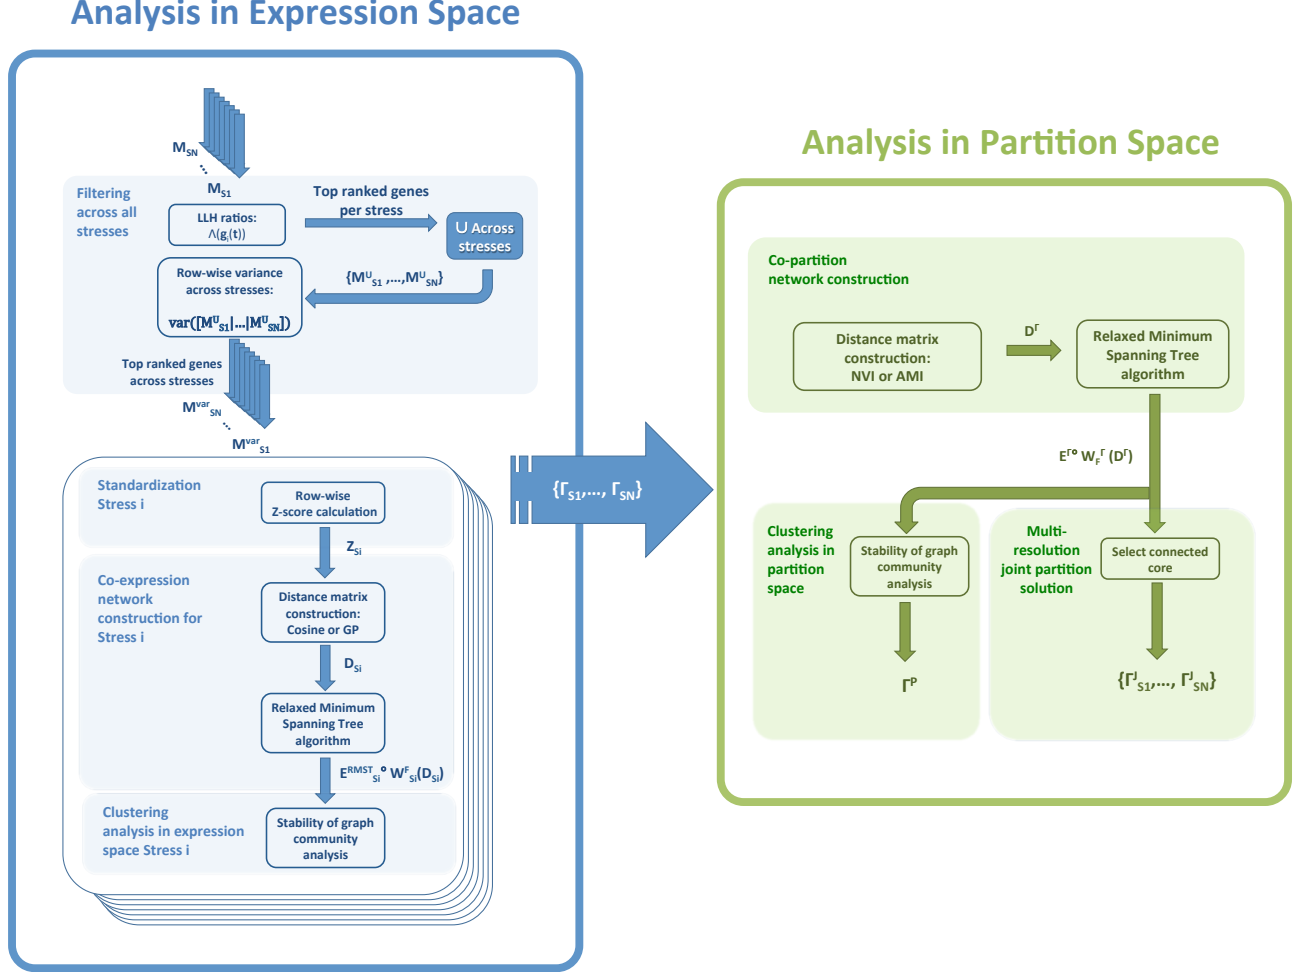 Analysis in Expression Space
M_SN
...
M_S1
Filtering
across all
stresses
LLH ratios:
Λ(g_i(t))
Top ranked genes
per stress
∪ Across
stresses
{M^U_S1 ,...,M^U_SN}
Row-wise variance
across stresses:
var([M^U_S1|...|M^U_SN])
Top ranked genes
across stresses
M^var_SN
...
M^var_S1
Standardization
Stress i
Row-wise
Z-score calculation
Z_Si
Co-expression
network
construction for
Stress i
Distance matrix
construction:
Cosine or GP
D_Si
Relaxed Minimum
Spanning Tree
algorithm
E^RMST_Si ∘ W^F_Si(D_Si)
Clustering
analysis in expression
space Stress i
Stability of graph
community
analysis
{Γ_S1,..., Γ_SN}
Analysis in Partition Space
Co-partition
network construction
Distance matrix
construction:
NVI or AMI
D^Γ
Relaxed Minimum
Spanning Tree
algorithm
E^Γ∘ W_F^Γ (D^Γ)
Clustering
analysis in
partition
space
Stability of graph
community
analysis
Γ^P
Multi-
resolution
joint partition
solution
Select connected
core
{Γ^J_S1,..., Γ^J_SN}